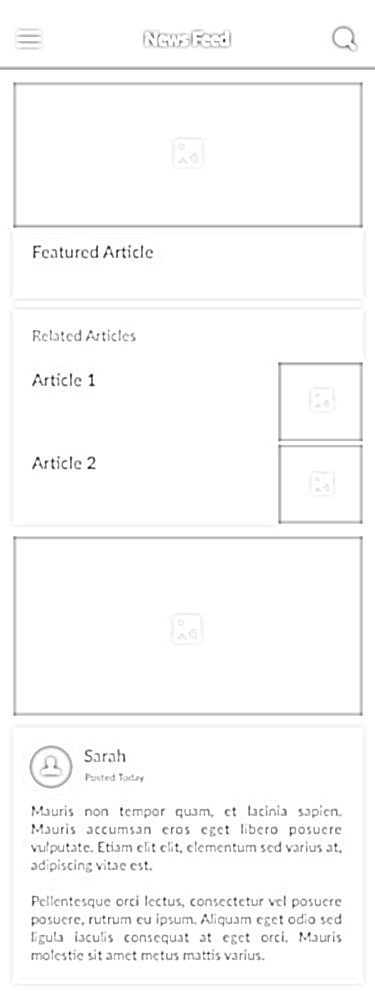 News Feed
Featured Article
Related Articles
Article 1
Article 2
Sarah
Posted Today
Mauris non tempor quam, et lacinia sapien.
Mauris accumsan eros eget libero posuere
vulputate. Etiam elit elit, elementum sed varius at,
adipiscing vitae est.
Pellentesque orci lectus, consectetur vel posuere
posuere, rutrum eu ipsum. Aliquam eget odio sed
ligula iaculis consequat at eget orci. Mauris
molestie sit amet metus mattis varius.